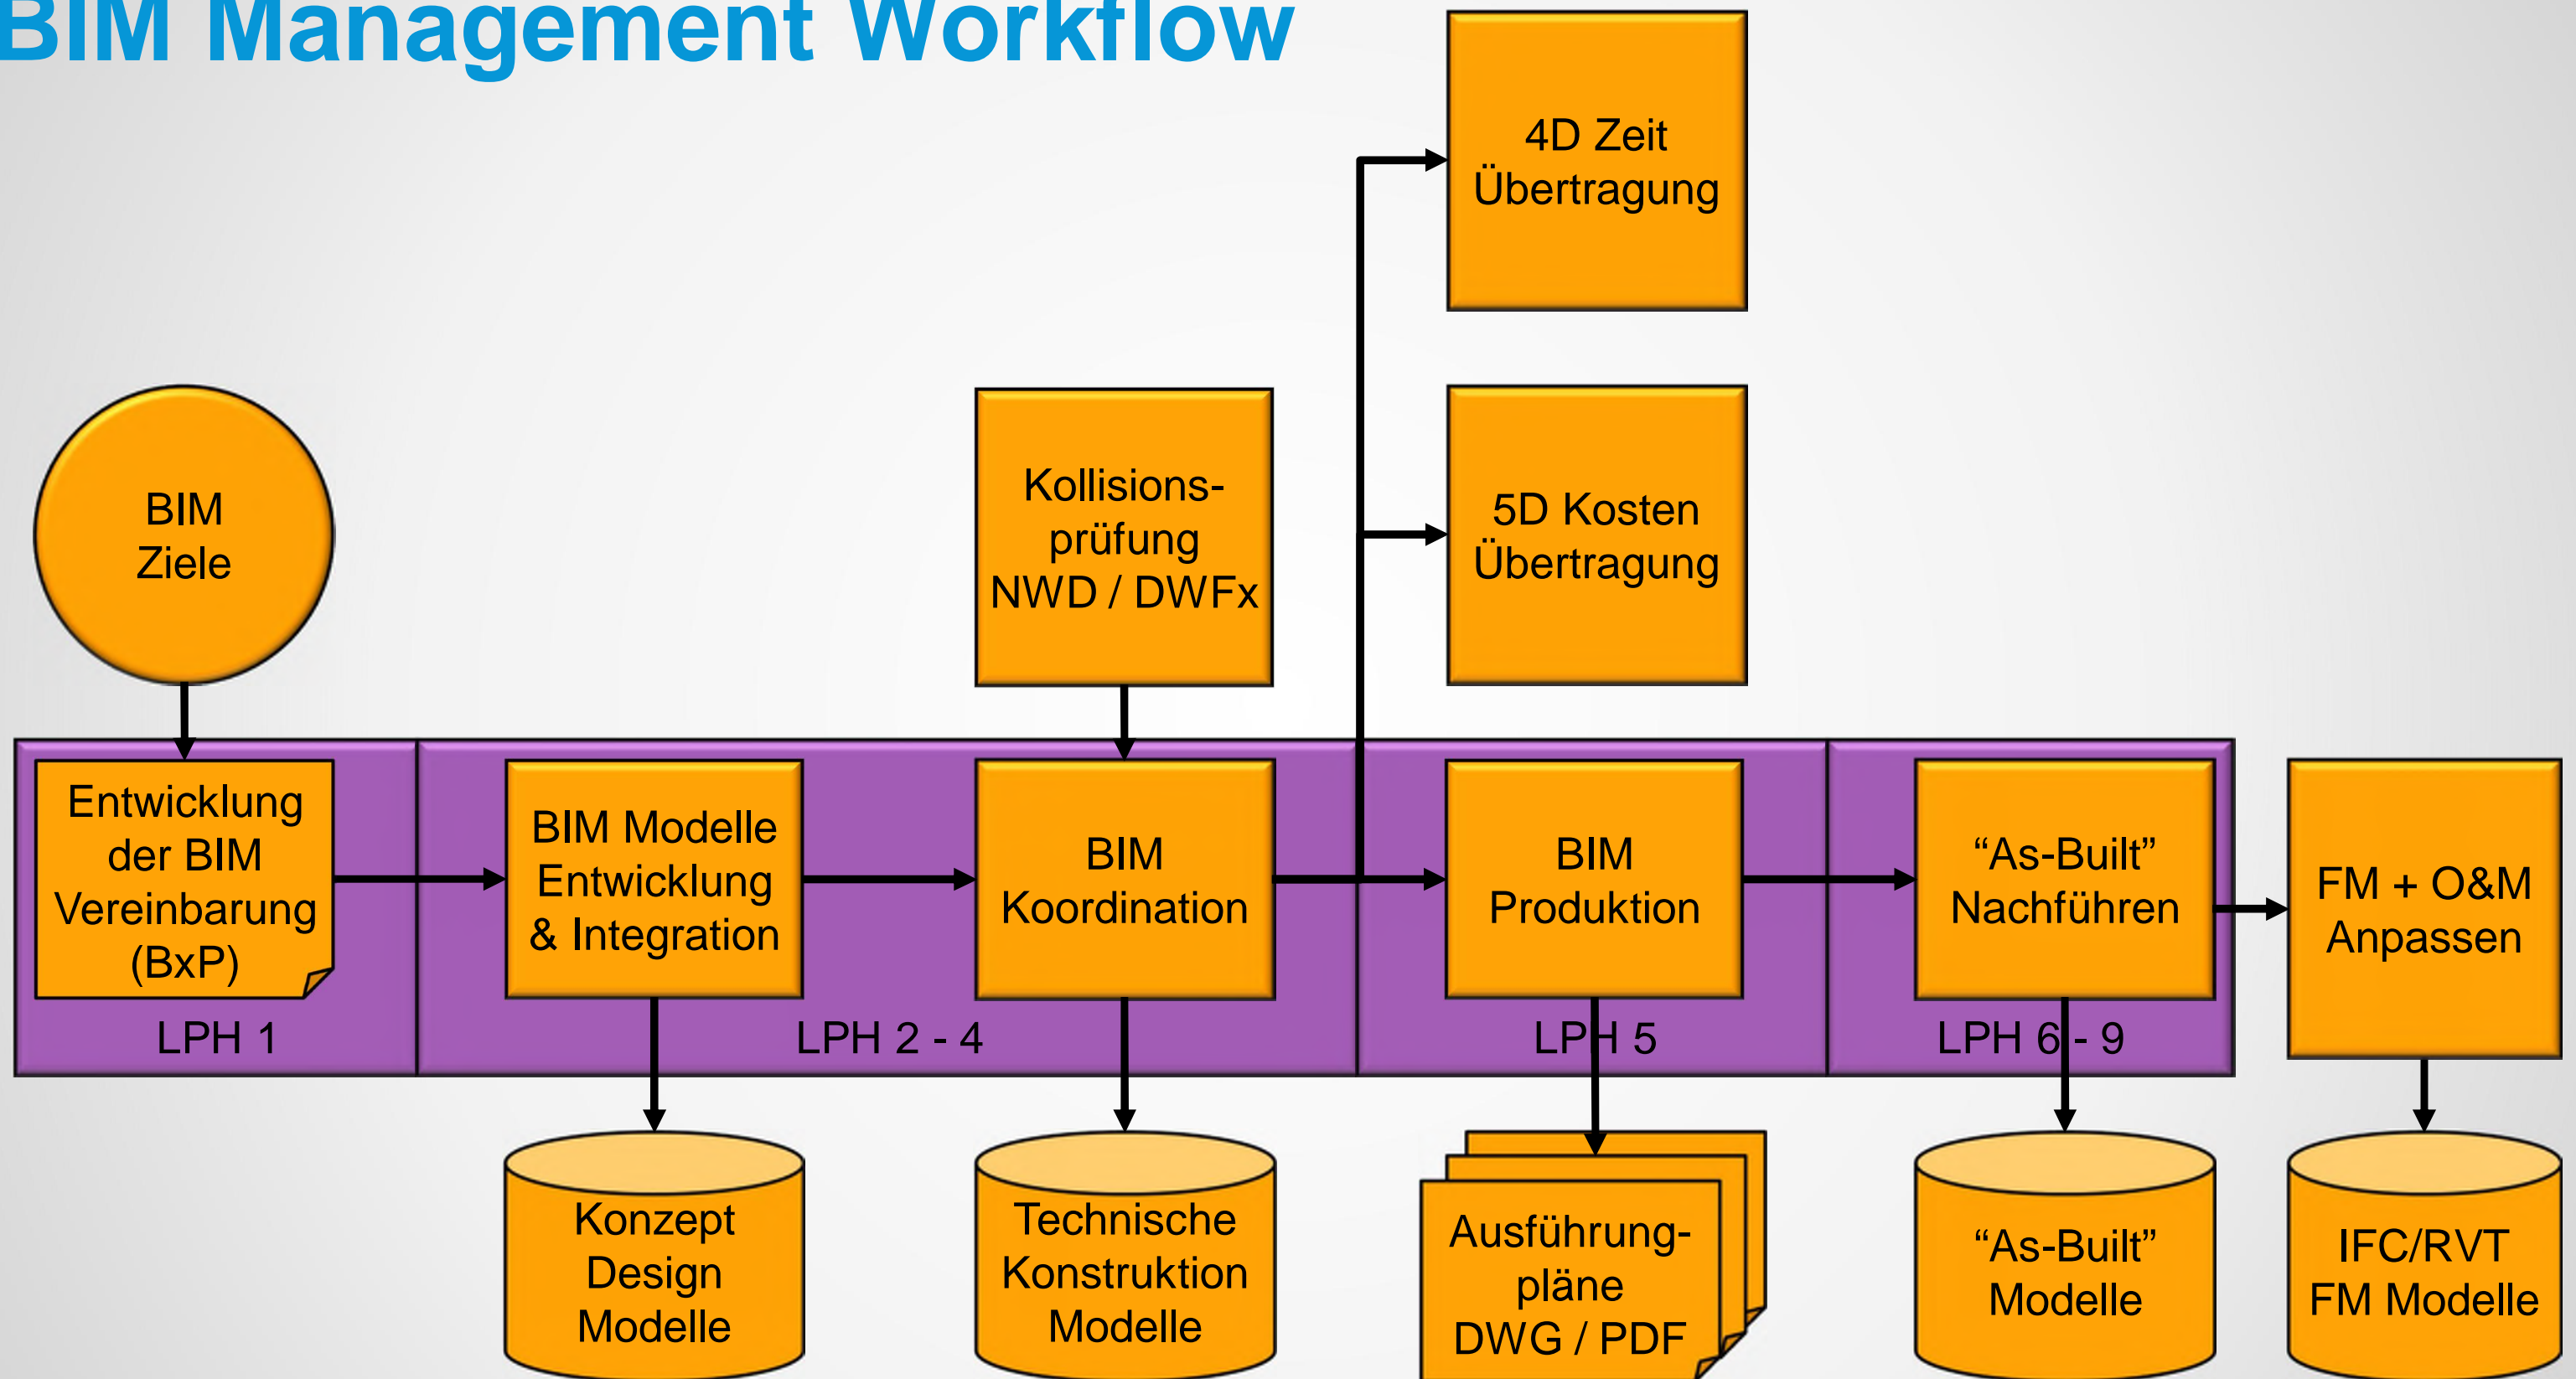 BIM Management Workflow
4D Zeit
Übertragung
BIM
Ziele
Kollisions-
prüfung
NWD / DWFx
5D Kosten
Übertragung
Entwicklung
der BIM
Vereinbarung
(BxP)
BIM Modelle
Entwicklung
& Integration
BIM
Koordination
BIM
Produktion
“As-Built”
Nachführen
FM + O&M
Anpassen
LPH 1
LPH 2 - 4
LPH 5
LPH 6 - 9
Konzept
Design
Modelle
Technische
Konstruktion
Modelle
Ausführung-
pläne
DWG / PDF
“As-Built”
Modelle
IFC/RVT
FM Modelle